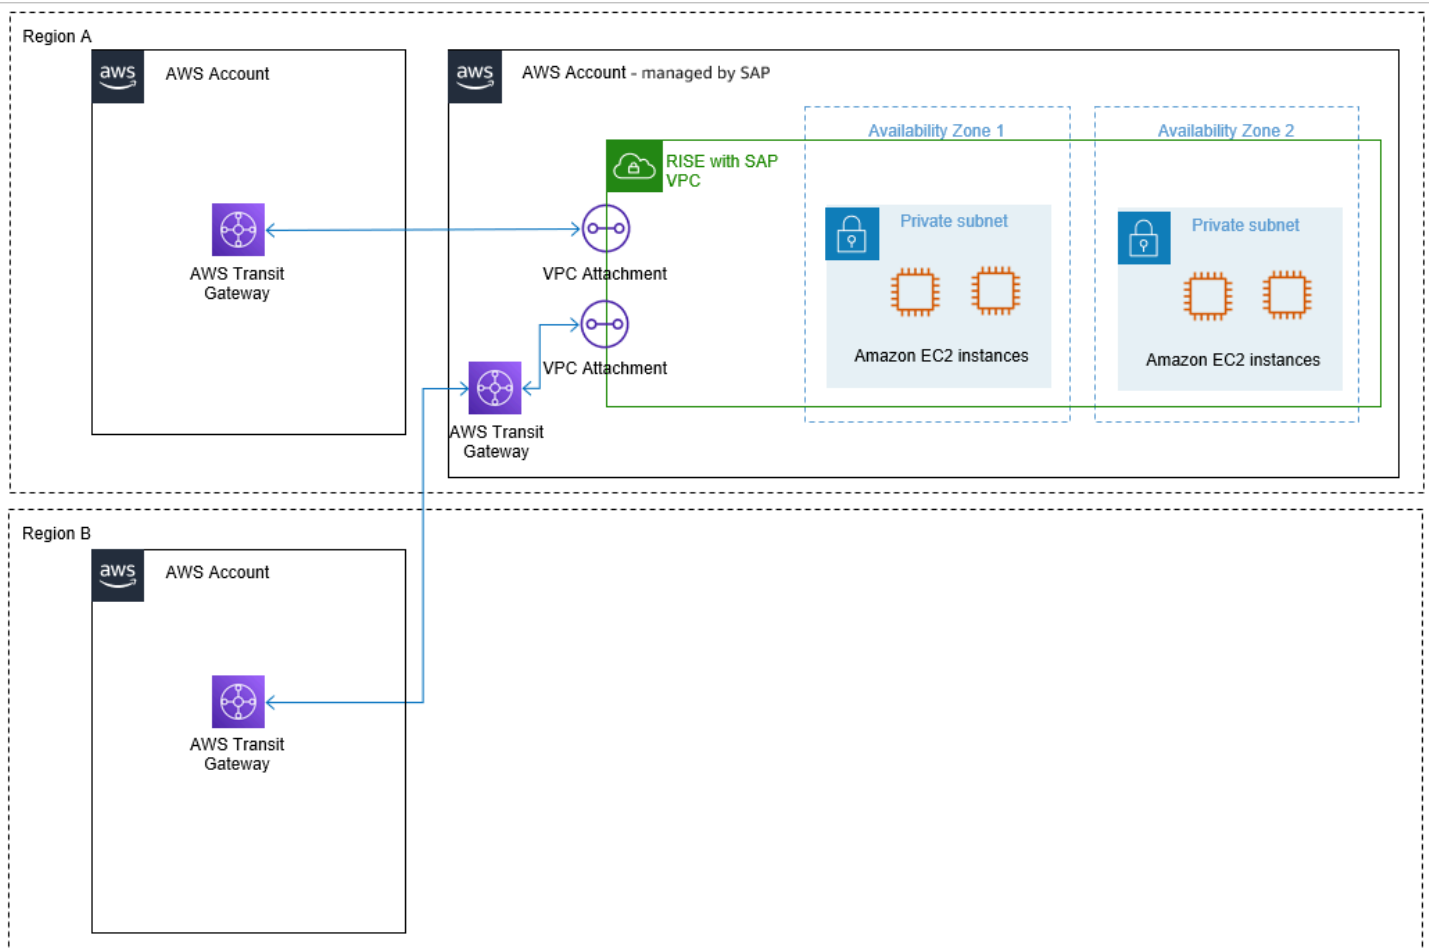 Region A
aws
AWS Account
aws
AWS Account - managed by SAP
Availability Zone 1
Availability Zone 2
RISE with SAP
VPC
Private subnet
Private subnet
AWS Transit
Gateway
VPC Attachment
Amazon EC2 instances
Amazon EC2 instances
VPC Attachment
AWS Transit
Gateway
Region B
aws
AWS Account
AWS Transit
Gateway